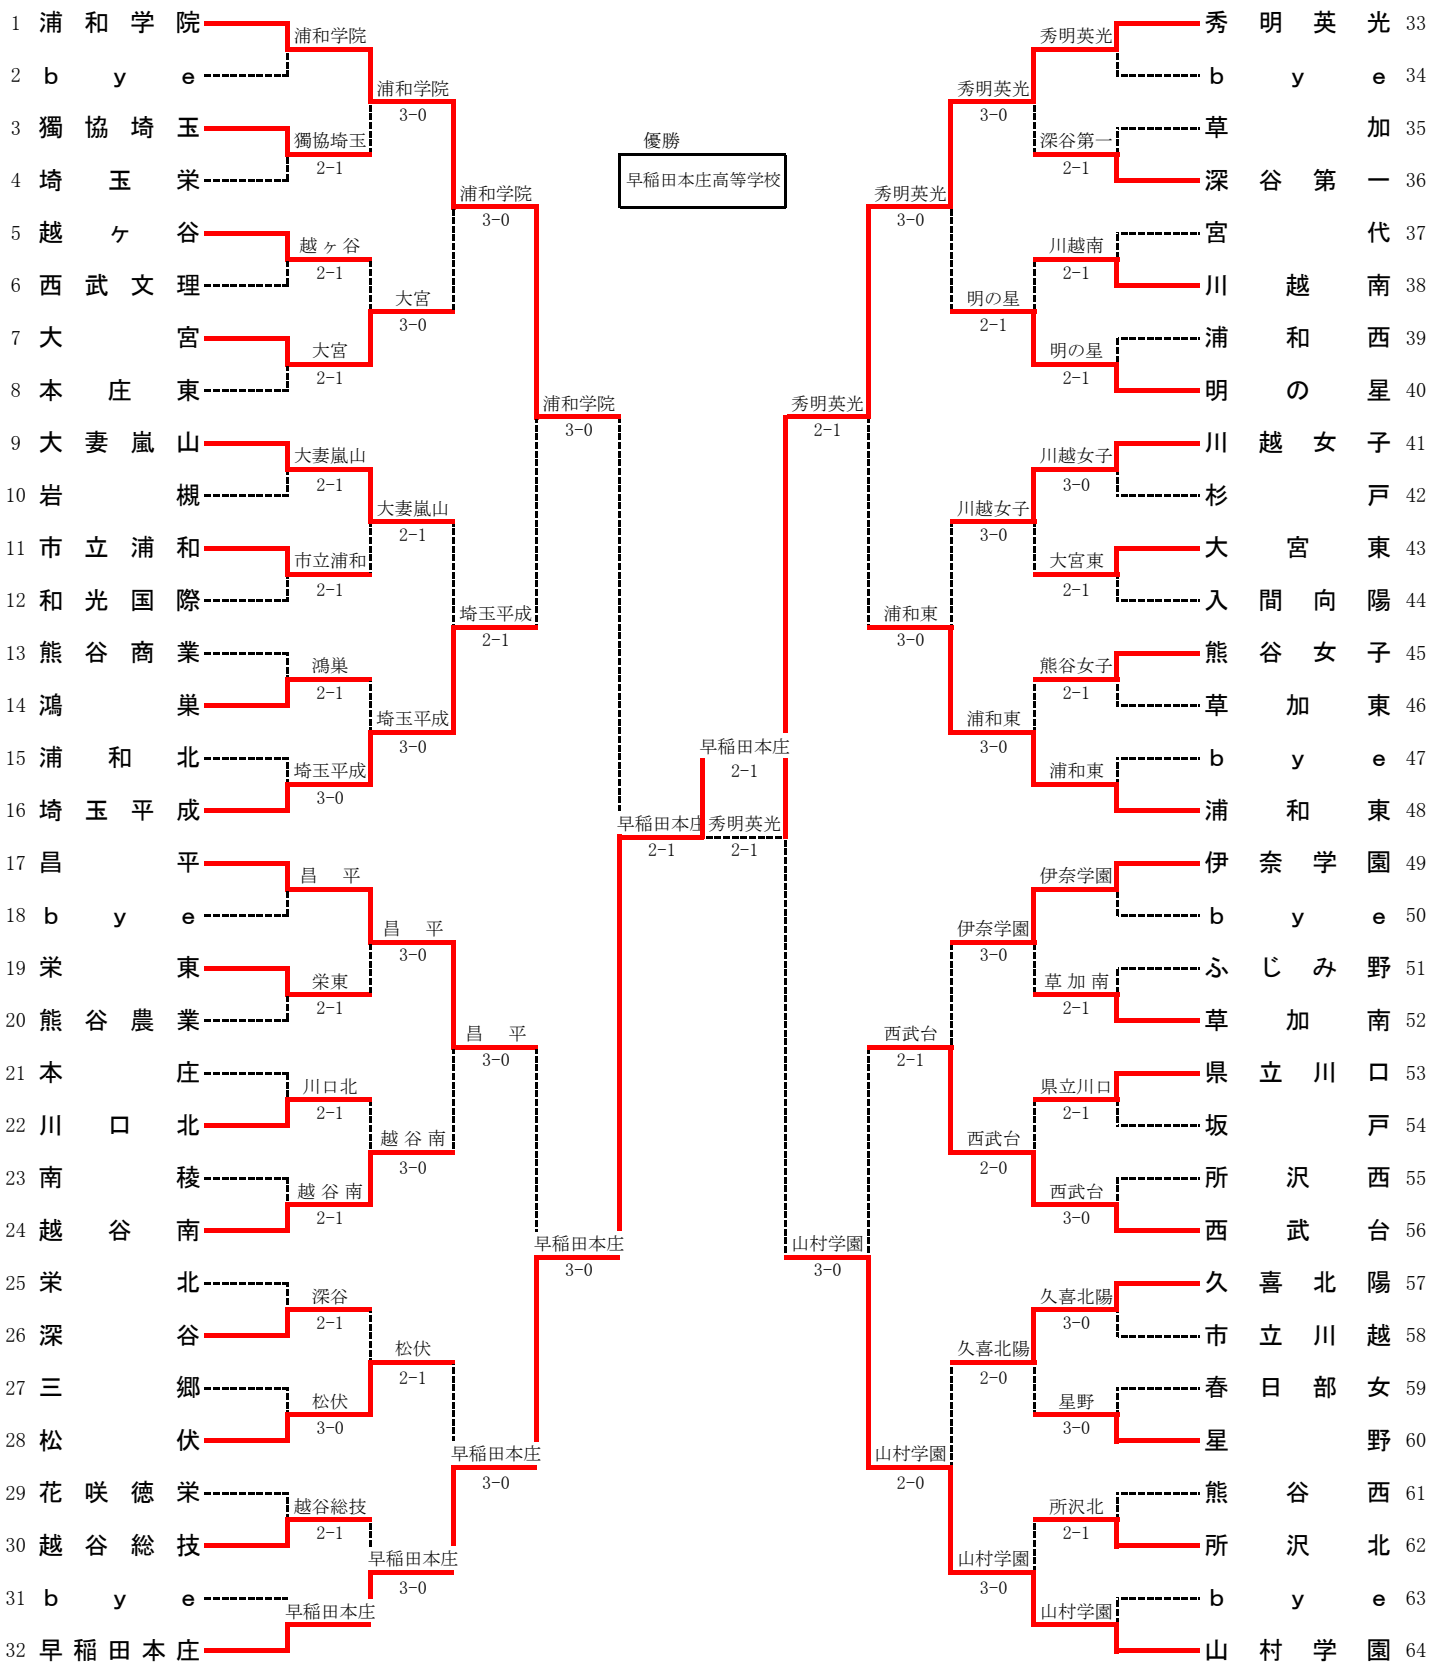 1 浦和学院
2 bye
3 獨協埼玉
4 埼玉栄
5 越ヶ谷
6 西武文理
7 大宮
8 本庄東
9 大妻嵐山
10 岩槻
11 市立浦和
12 和光国際
13 熊谷商業
14 鴻巣
15 浦和北
16 埼玉平成
17 昌平
18 bye
19 栄東
20 熊谷農業
21 本庄
22 川口北
23 南稜
24 越谷南
25 栄北
26 深谷
27 三郷
28 松伏
29 花咲徳栄
30 越谷総技
31 bye
32 早稲田本庄
浦和学院
獨協埼玉
2-1
越ヶ谷
2-1
大宮
2-1
大妻嵐山
2-1
市立浦和
2-1
鴻巣
2-1
埼玉平成
3-0
昌平
栄東
2-1
川口北
2-1
越谷南
2-1
深谷
2-1
松伏
3-0
越谷総技
2-1
早稲田本庄
浦和学院
3-0
大宮
3-0
大妻嵐山
2-1
埼玉平成
3-0
昌平
3-0
越谷南
3-0
松伏
2-1
早稲田本庄
3-0
浦和学院
3-0
埼玉平成
2-1
昌平
3-0
早稲田本庄
3-0
浦和学院
3-0
早稲田本庄
3-0
早稲田本庄
2-1
優勝
早稲田本庄高等学校
早稲田本庄
2-1
秀明英光
2-1
秀明英光
2-1
山村学園
3-0
秀明英光
3-0
浦和東
3-0
西武台
2-1
山村学園
2-0
秀明英光
3-0
明の星
2-1
川越女子
3-0
浦和東
3-0
伊奈学園
3-0
西武台
2-0
久喜北陽
2-0
山村学園
3-0
秀明英光
深谷第一
2-1
川越南
2-1
明の星
2-1
川越女子
3-0
大宮東
2-1
熊谷女子
2-1
浦和東
伊奈学園
草加南
2-1
県立川口
2-1
西武台
3-0
久喜北陽
3-0
星野
3-0
所沢北
2-1
山村学園
秀明英光 33
bye 34
草加 35
深谷第一 36
宮代 37
川越南 38
浦和西 39
明の星 40
川越女子 41
杉戸 42
大宮東 43
入間向陽 44
熊谷女子 45
草加東 46
bye 47
浦和東 48
伊奈学園 49
bye 50
ふじみ野 51
草加南 52
県立川口 53
坂戸 54
所沢西 55
西武台 56
久喜北陽 57
市立川越 58
春日部女 59
星野 60
熊谷西 61
所沢北 62
bye 63
山村学園 64